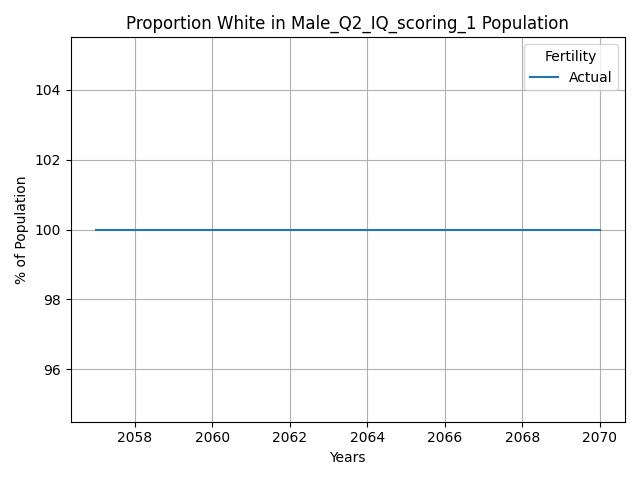 Proportion White in Male_Q2_IQ_scoring_1 Population
Fertility
Actual
104
102
100
98
96
% of Population
2058 2060 2062 2064 2066 2068 2070
Years